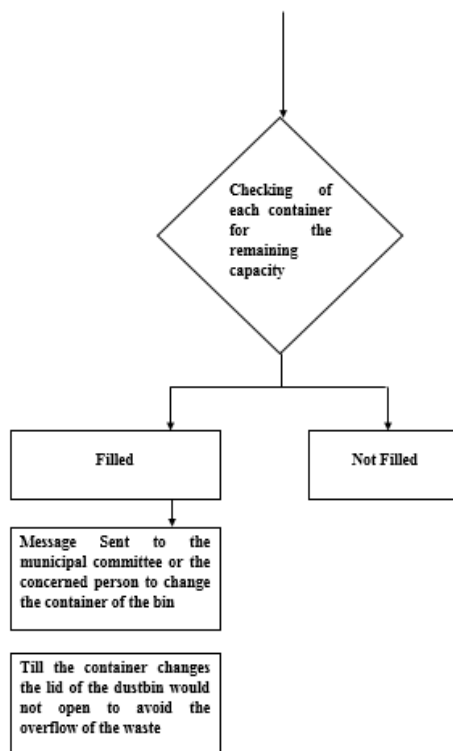 Checking of
each container
for the
remaining
capacity
Filled
Not Filled
Message Sent to the
municipal committee or the
concerned person to change
the container of the bin
Till the container changes
the lid of the dustbin would
not open to avoid the
overflow of the waste